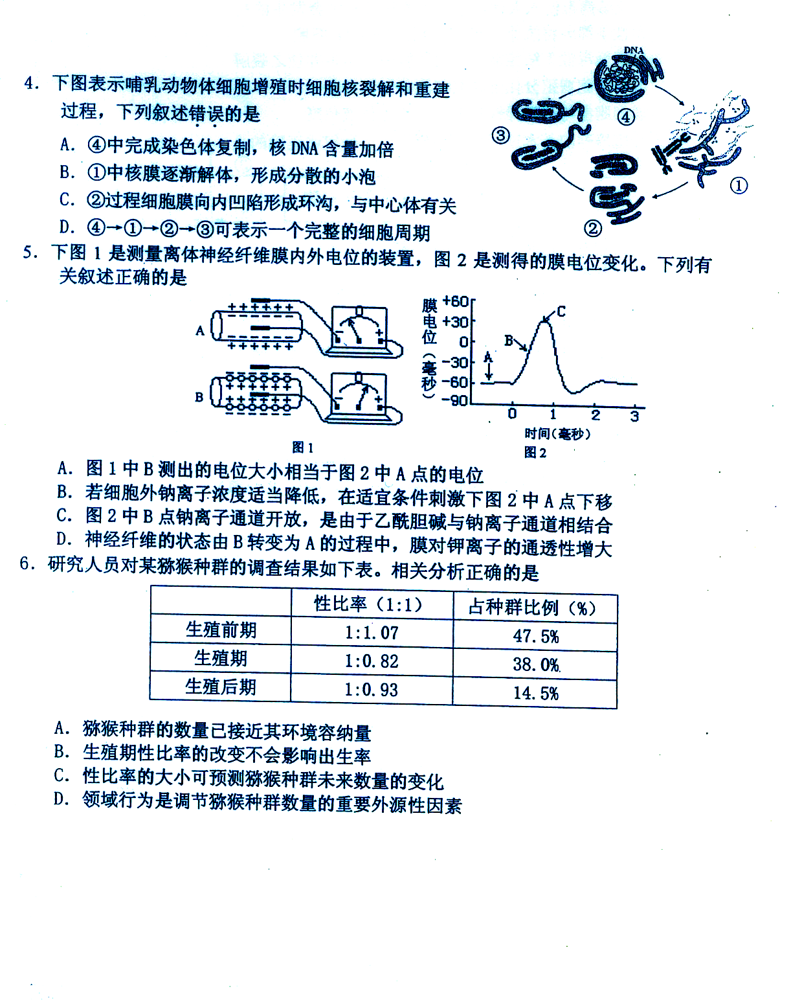 DNA
4．下图表示哺乳动物体细胞增殖时细胞核裂解和重建
过程，下列叙述错误的是
A．④中完成染色体复制，核DNA含量加倍
B．①中核膜逐渐解体，形成分散的小泡
C．②过程细胞膜向内凹陷形成环沟，与中心体有关
D．④→①→②→③可表示一个完整的细胞周期
④
③
①
②
5．下图1是测量离体神经纤维膜内外电位的装置，图2是测得的膜电位变化。下列有
关叙述正确的是
A
B
图1
膜电位（毫秒）
+60
+30
0
-30
-60
-90
A
B
C
0 1 2 3
时间(毫秒)
图2
A．图1中B测出的电位大小相当于图2中A点的电位
B．若细胞外钠离子浓度适当降低，在适宜条件刺激下图2中A点下移
C．图2中B点钠离子通道开放，是由于乙酰胆碱与钠离子通道相结合
D．神经纤维的状态由B转变为A的过程中，膜对钾离子的通透性增大
6．研究人员对某猕猴种群的调查结果如下表。相关分析正确的是
性比率（1:1） 占种群比例（%）
生殖前期 1:1.07 47.5%
生殖期 1:0.82 38.0%
生殖后期 1:0.93 14.5%
A．猕猴种群的数量已接近其环境容纳量
B．生殖期性比率的改变不会影响出生率
C．性比率的大小可预测猕猴种群未来数量的变化
D．领域行为是调节猕猴种群数量的重要外源性因素